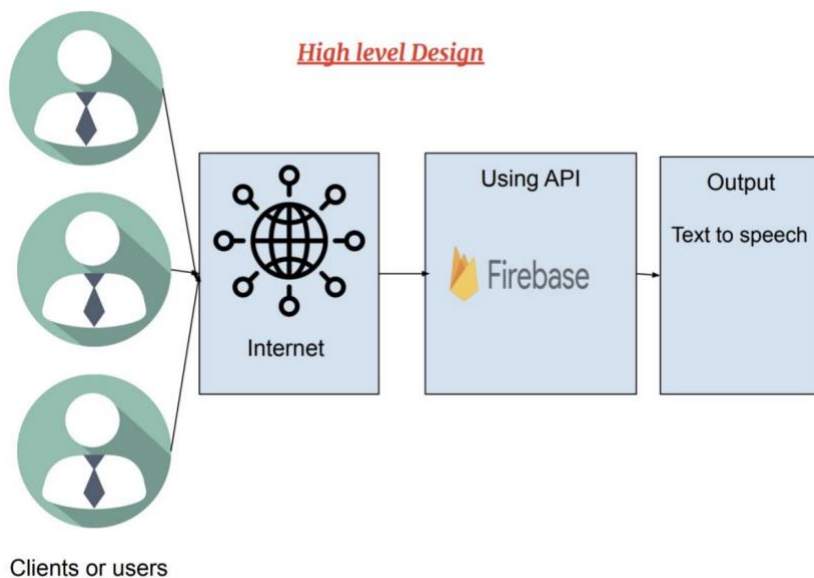 High level Design
Internet
Using API
Firebase
Output
Text to speech
Clients or users